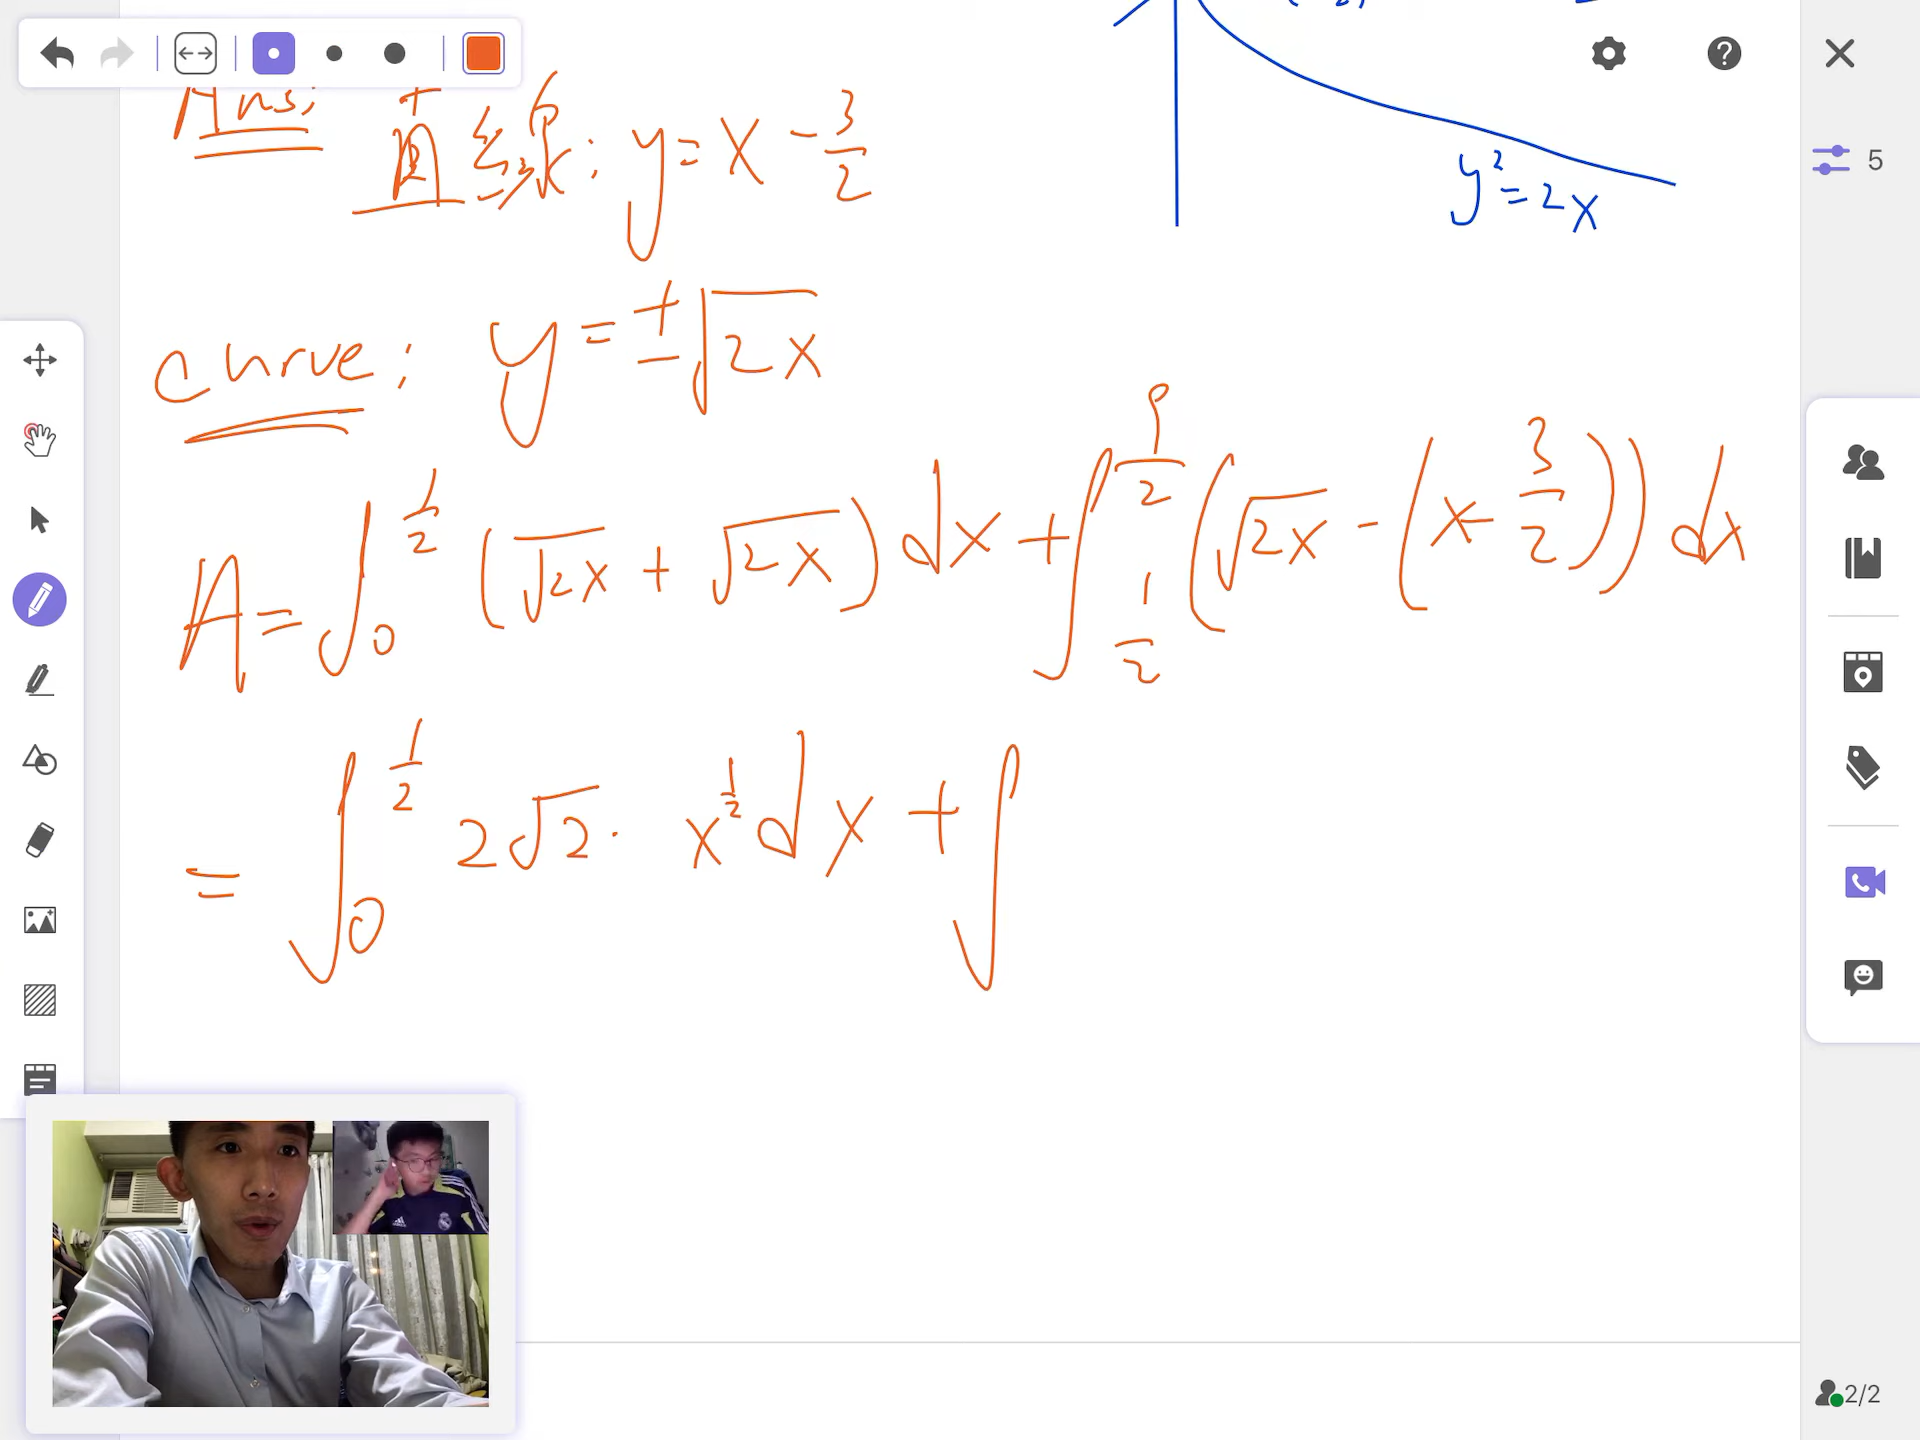 Ans:
直線: y = x - 3/2
y² = 2x
curve: y = ±√2x
A = ∫₀^(1/2) (√2x + √2x) dx + ∫_(1/2)^(9/2) (√2x - (x - 3/2)) dx
= ∫₀^(1/2) 2√2 · x^(1/2) dx + ∫
5
2/2